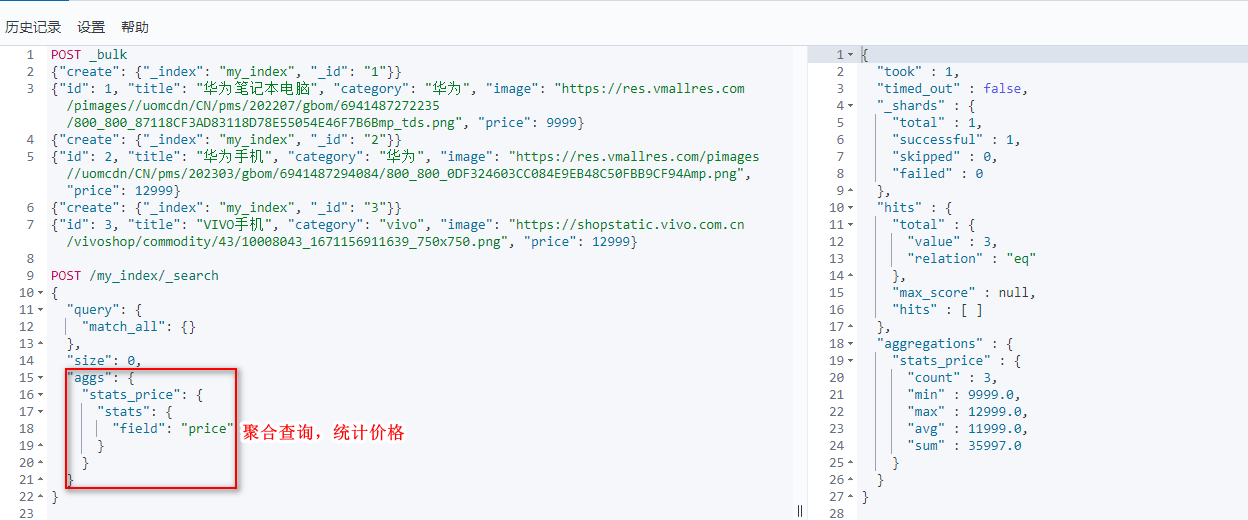 历史记录 设置 帮助
1 POST _bulk
2 {"create": {"_index": "my_index", "_id": "1"}}
3 {"id": 1, "title": "华为笔记本电脑", "category": "华为", "image": "https://res.vmallres.com
/pimages//uomcdn/CN/pms/202207/gbom/6941487272235
/800_800_87118CF3AD83118D78E55054E46F7B6Bmp_tds.png", "price": 9999}
4 {"create": {"_index": "my_index", "_id": "2"}}
5 {"id": 2, "title": "华为手机", "category": "华为", "image": "https://res.vmallres.com/pimages
//uomcdn/CN/pms/202303/gbom/6941487294084/800_800_0DF324603CC084E9EB48C50FBB9CF94Amp.png",
"price": 12999}
6 {"create": {"_index": "my_index", "_id": "3"}}
7 {"id": 3, "title": "VIVO手机", "category": "vivo", "image": "https://shopstatic.vivo.com.cn
/vivoshop/commodity/43/10008043_1671156911639_750x750.png", "price": 12999}
8
9 POST /my_index/_search
10 {
11 "query": {
12 "match_all": {}
13 },
14 "size": 0,
15 "aggs": {
16 "stats_price": {
17 "stats": {
18 "field": "price"
19 }
20 }
21 }
22 }
23
聚合查询，统计价格
1 {
2 "took" : 1,
3 "timed_out" : false,
4 "_shards" : {
5 "total" : 1,
6 "successful" : 1,
7 "skipped" : 0,
8 "failed" : 0
9 },
10 "hits" : {
11 "total" : {
12 "value" : 3,
13 "relation" : "eq"
14 },
15 "max_score" : null,
16 "hits" : [ ]
17 },
18 "aggregations" : {
19 "stats_price" : {
20 "count" : 3,
21 "min" : 9999.0,
22 "max" : 12999.0,
23 "avg" : 11999.0,
24 "sum" : 35997.0
25 }
26 }
27 }
28